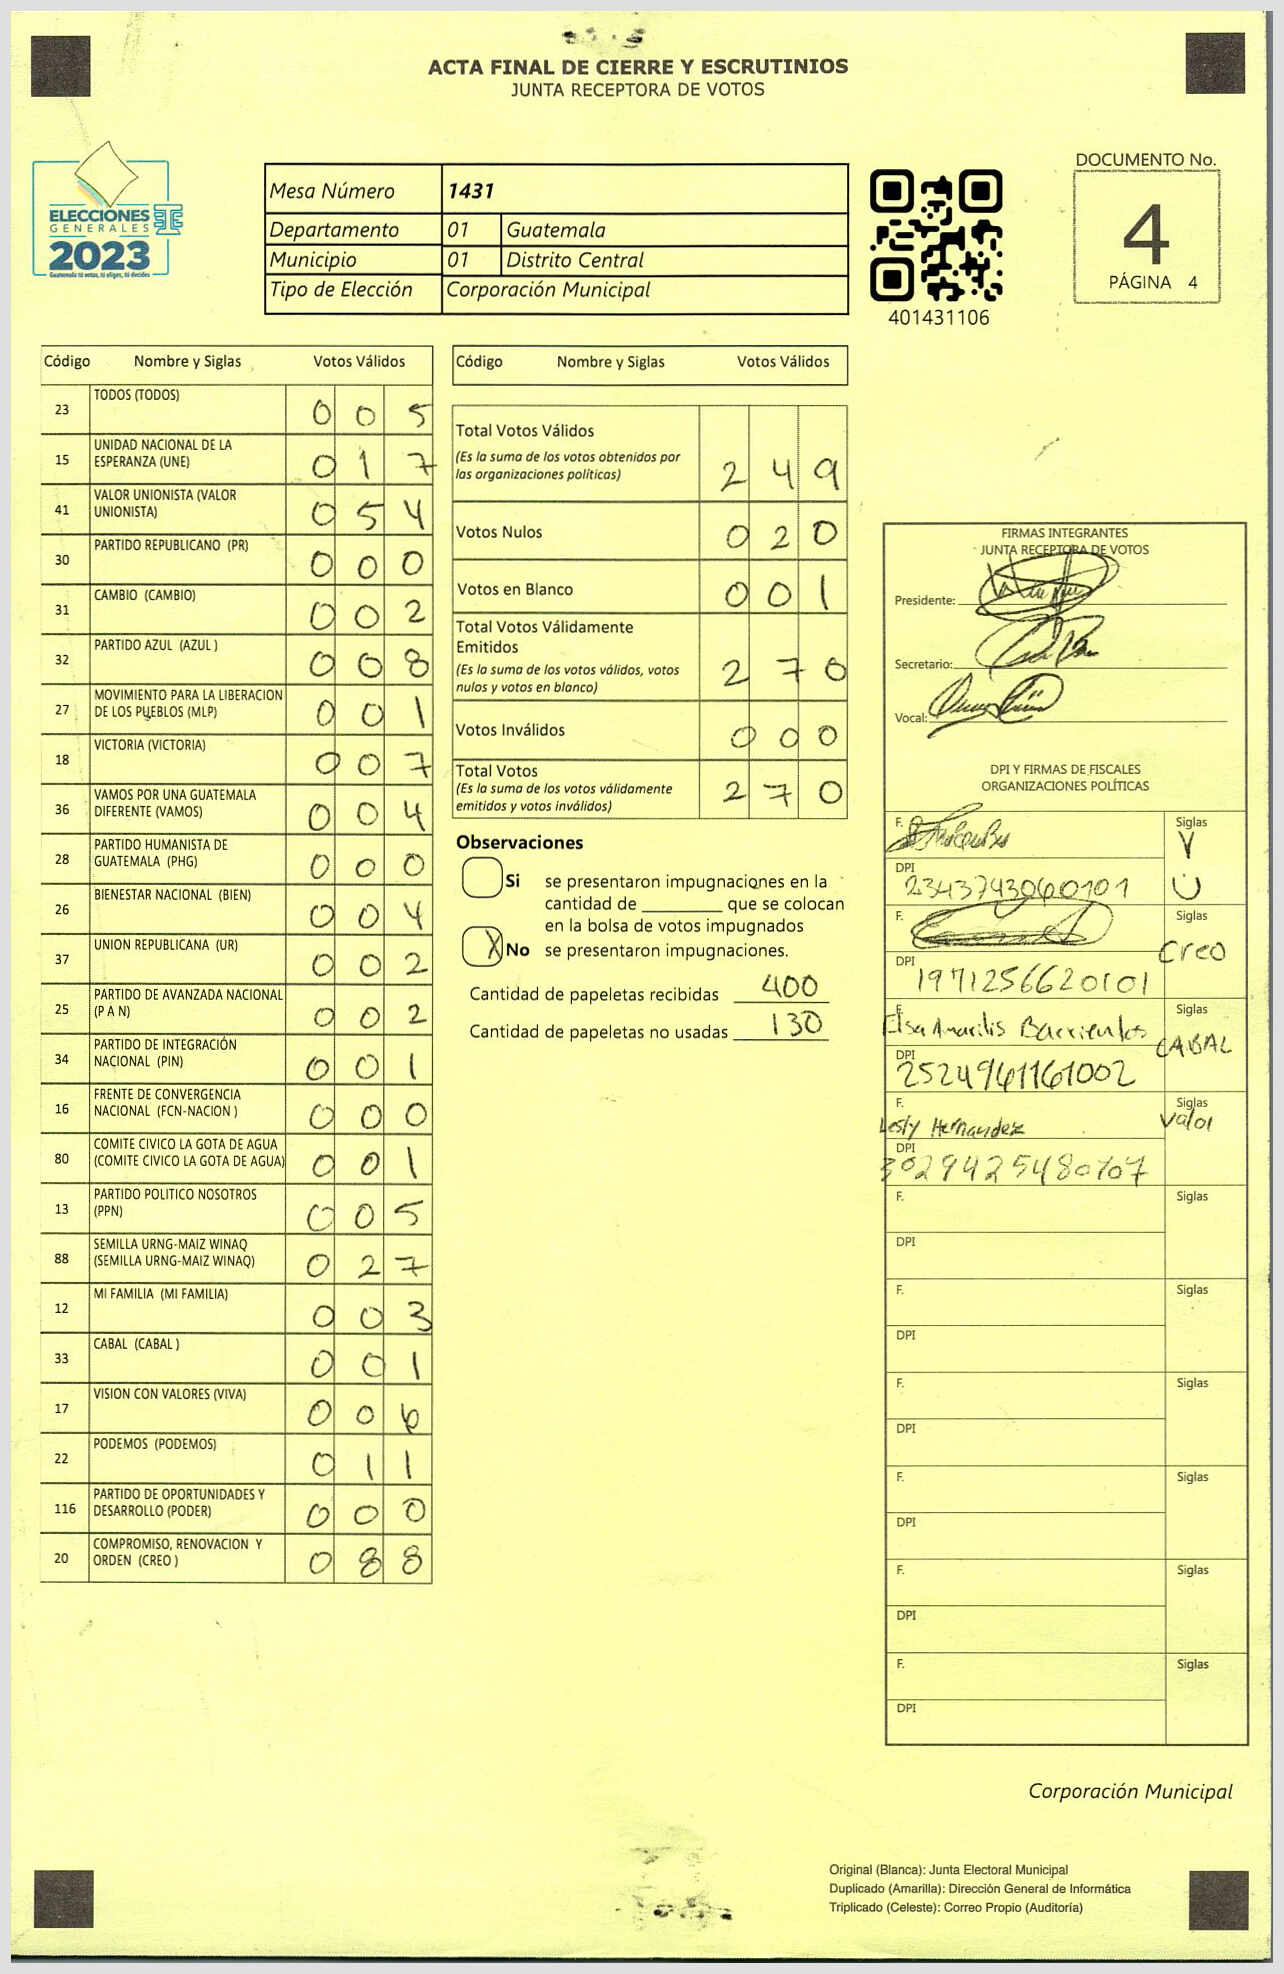 ACTA FINAL DE CIERRE Y ESCRUTINIOS
JUNTA RECEPTORA DE VOTOS
ELECCIONES
GENERALES
2023
Guatemala tú votas, tú eliges, tú decides
Mesa Número 1431
Departamento 01 Guatemala
Municipio 01 Distrito Central
Tipo de Elección Corporación Municipal
401431106
DOCUMENTO No.
4
PÁGINA 4
Código Nombre y Siglas Votos Válidos
23 TODOS (TODOS) 0 0 5
15 UNIDAD NACIONAL DE LA
ESPERANZA (UNE) 0 1 7
41 VALOR UNIONISTA (VALOR
UNIONISTA) 0 5 4
30 PARTIDO REPUBLICANO (PR) 0 0 0
31 CAMBIO (CAMBIO) 0 0 2
32 PARTIDO AZUL (AZUL ) 0 0 8
27 MOVIMIENTO PARA LA LIBERACION
DE LOS PUEBLOS (MLP) 0 0 1
18 VICTORIA (VICTORIA) 0 0 7
36 VAMOS POR UNA GUATEMALA
DIFERENTE (VAMOS) 0 0 4
28 PARTIDO HUMANISTA DE
GUATEMALA (PHG) 0 0 0
26 BIENESTAR NACIONAL (BIEN) 0 0 4
37 UNION REPUBLICANA (UR) 0 0 2
25 PARTIDO DE AVANZADA NACIONAL
(P A N) 0 0 2
34 PARTIDO DE INTEGRACIÓN
NACIONAL (PIN) 0 0 1
16 FRENTE DE CONVERGENCIA
NACIONAL (FCN-NACION ) 0 0 0
80 COMITE CIVICO LA GOTA DE AGUA
(COMITE CIVICO LA GOTA DE AGUA) 0 0 1
13 PARTIDO POLITICO NOSOTROS
(PPN) 0 0 5
88 SEMILLA URNG-MAIZ WINAQ
(SEMILLA URNG-MAIZ WINAQ) 0 2 7
12 MI FAMILIA (MI FAMILIA) 0 0 3
33 CABAL (CABAL ) 0 0 1
17 VISION CON VALORES (VIVA) 0 0 6
22 PODEMOS (PODEMOS) 0 1 1
116 PARTIDO DE OPORTUNIDADES Y
DESARROLLO (PODER) 0 0 0
20 COMPROMISO, RENOVACION Y
ORDEN (CREO ) 0 8 8
Código Nombre y Siglas Votos Válidos
Total Votos Válidos
(Es la suma de los votos obtenidos por
las organizaciones políticas) 2 4 9
Votos Nulos 0 2 0
Votos en Blanco 0 0 1
Total Votos Válidamente
Emitidos
(Es la suma de los votos válidos, votos
nulos y votos en blanco) 2 7 0
Votos Inválidos 0 0 0
Total Votos
(Es la suma de los votos válidamente
emitidos y votos inválidos) 2 7 0
Observaciones
Si se presentaron impugnaciones en la
cantidad de ________ que se colocan
en la bolsa de votos impugnados
X No se presentaron impugnaciones.
Cantidad de papeletas recibidas 400
Cantidad de papeletas no usadas 130
FIRMAS INTEGRANTES
JUNTA RECEPTORA DE VOTOS
Presidente:
Secretario:
Vocal:
DPI Y FIRMAS DE FISCALES
ORGANIZACIONES POLÍTICAS
F. Siglas
V
DPI
2343743060101 U
F. Siglas
Creo
DPI
1971256620101
F. Siglas
Elsa Amarilis Barrientos CABAL
DPI
2524961161002
F. Siglas
Lesly Hernandez Valor
DPI
3029425480707
F. Siglas
DPI
F. Siglas
DPI
F. Siglas
DPI
F. Siglas
DPI
F. Siglas
DPI
F. Siglas
DPI
Corporación Municipal
Original (Blanca): Junta Electoral Municipal
Duplicado (Amarilla): Dirección General de Informática
Triplicado (Celeste): Correo Propio (Auditoría)